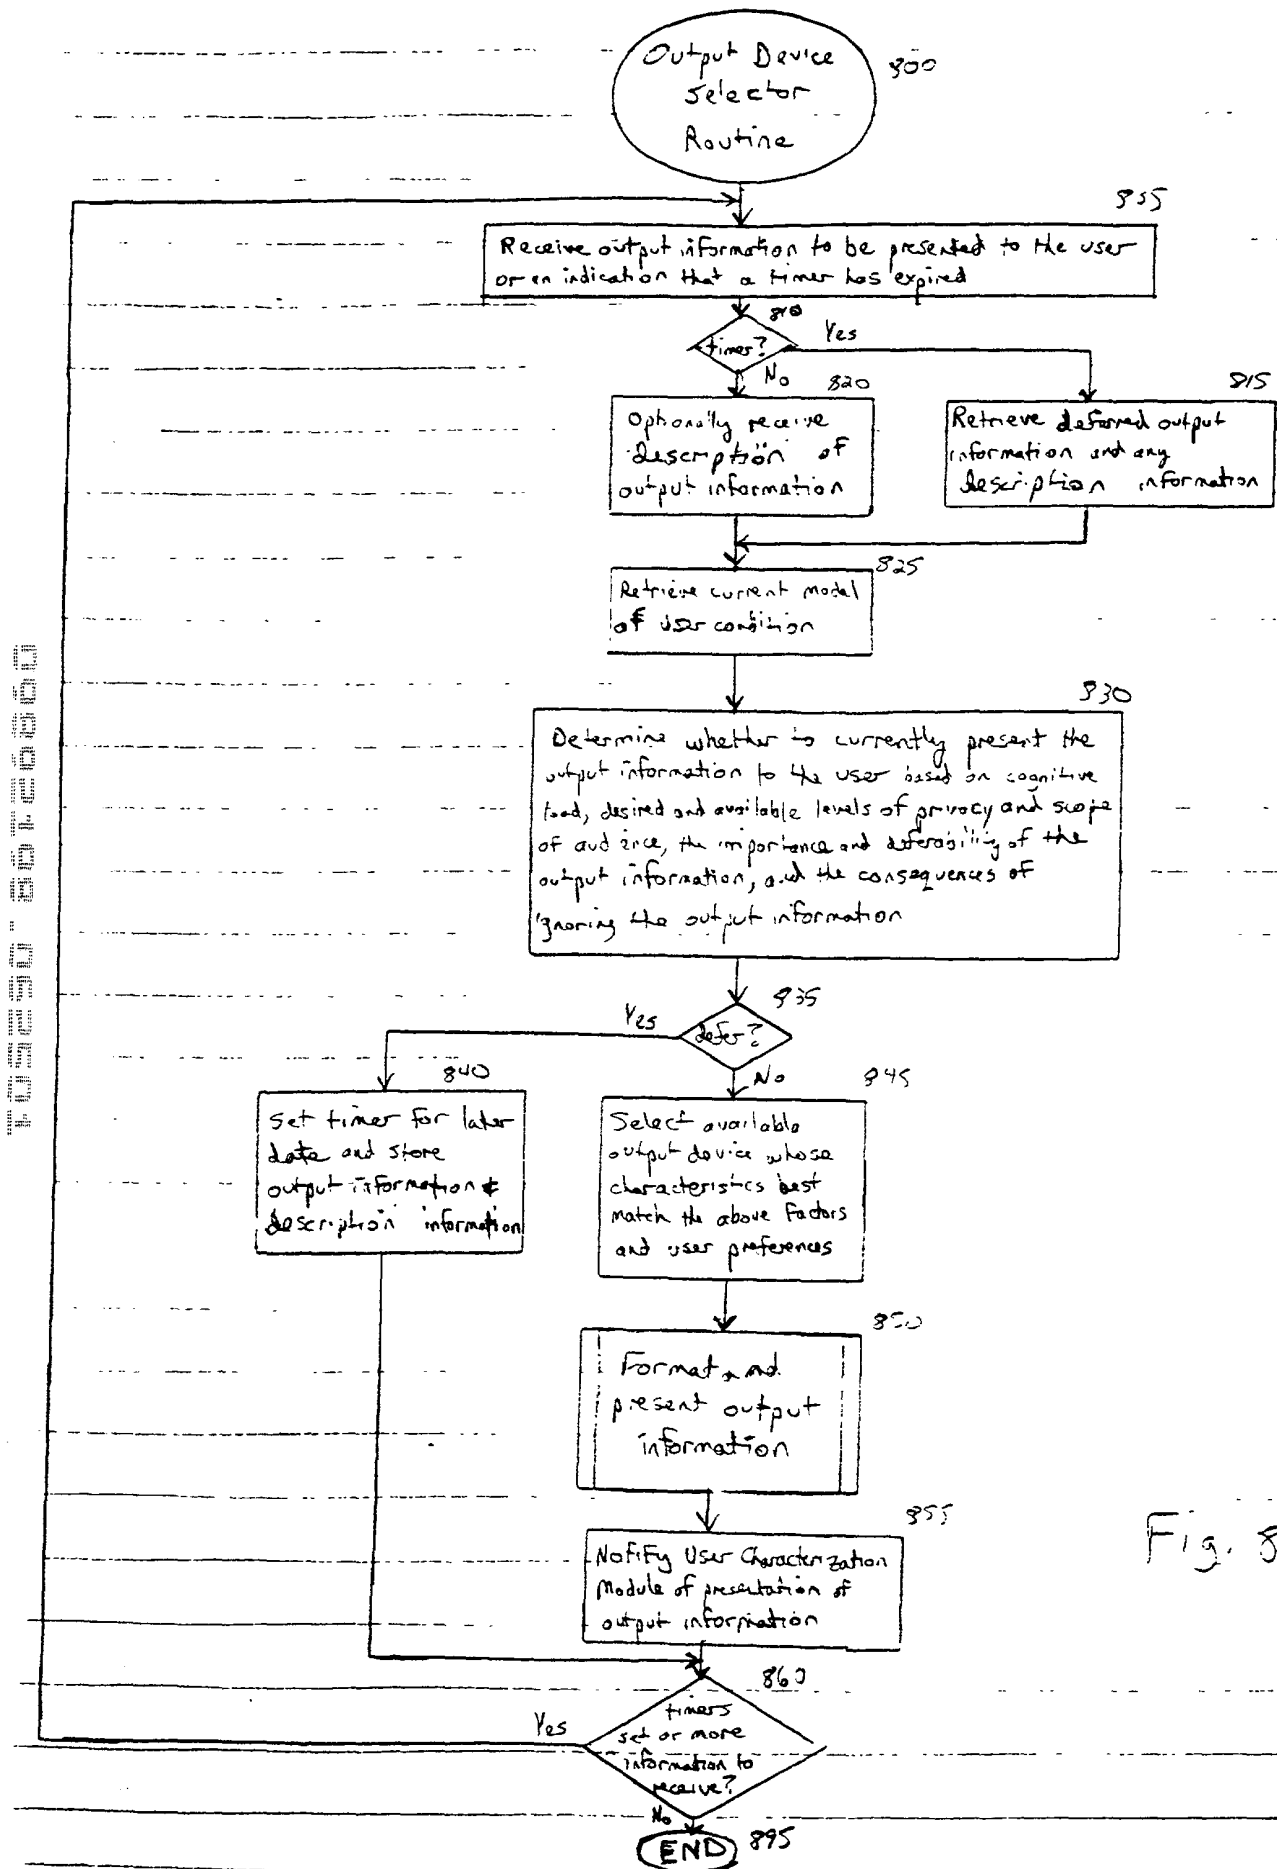 Output Device
Selector
Routine
800
855
Receive output information to be presented to the user
or an indication that a timer has expired
810
timer?
Yes
No
820
815
Optionally receive
description of
output information
Retrieve deferred output
information and any
description information
825
Retrieve current model
of user condition
830
Determine whether to currently present the
output information to the user based on cognitive
load, desired and available levels of privacy and scope
of audience, the importance and deferability of the
output information, and the consequences of
ignoring the output information
835
Yes
defer?
No
840
845
Set timer for later
date and store
output information &
description information
Select available
output device whose
characteristics best
match the above factors
and user preferences
850
Format and
present output
information
855
Notify User Characterization
Module of presentation of
output information
Fig. 8
860
timers
set or more
information to
receive?
Yes
No
END
895